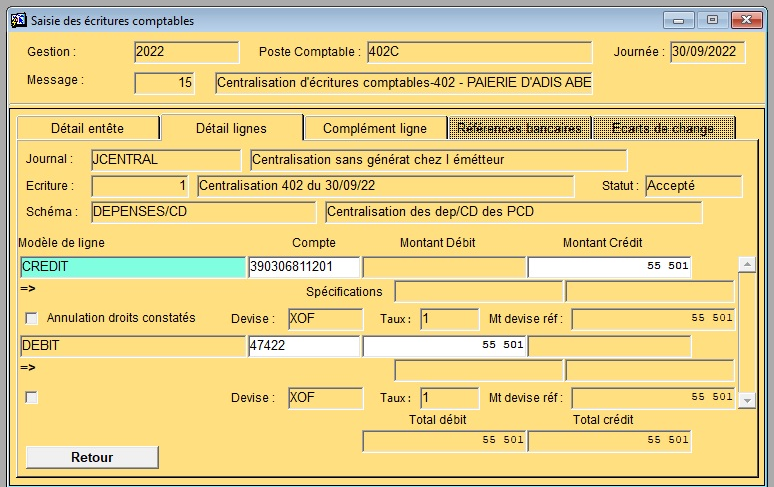 Saisie des écritures comptables
Gestion : 2022 Poste Comptable : 402C Journée : 30/09/2022
Message : 15 Centralisation d'écritures comptables-402 - PAIERIE D'ADIS ABE
Détail entête Détail lignes Complément ligne Références bancaires Ecarts de change
Journal : JCENTRAL Centralisation sans générat chez l émétteur
Ecriture : 1 Centralisation 402 du 30/09/22 Statut : Accepté
Schéma : DEPENSES/CD Centralisation des dep/CD des PCD
Modèle de ligne Compte Montant Débit Montant Crédit
CREDIT 390306811201 55 501
=> Spécifications
Annulation droits constatés Devise : XOF Taux : 1 Mt devise réf : 55 501
DEBIT 47422 55 501
=>
Devise : XOF Taux : 1 Mt devise réf : 55 501
Total débit Total crédit
55 501 55 501
Retour